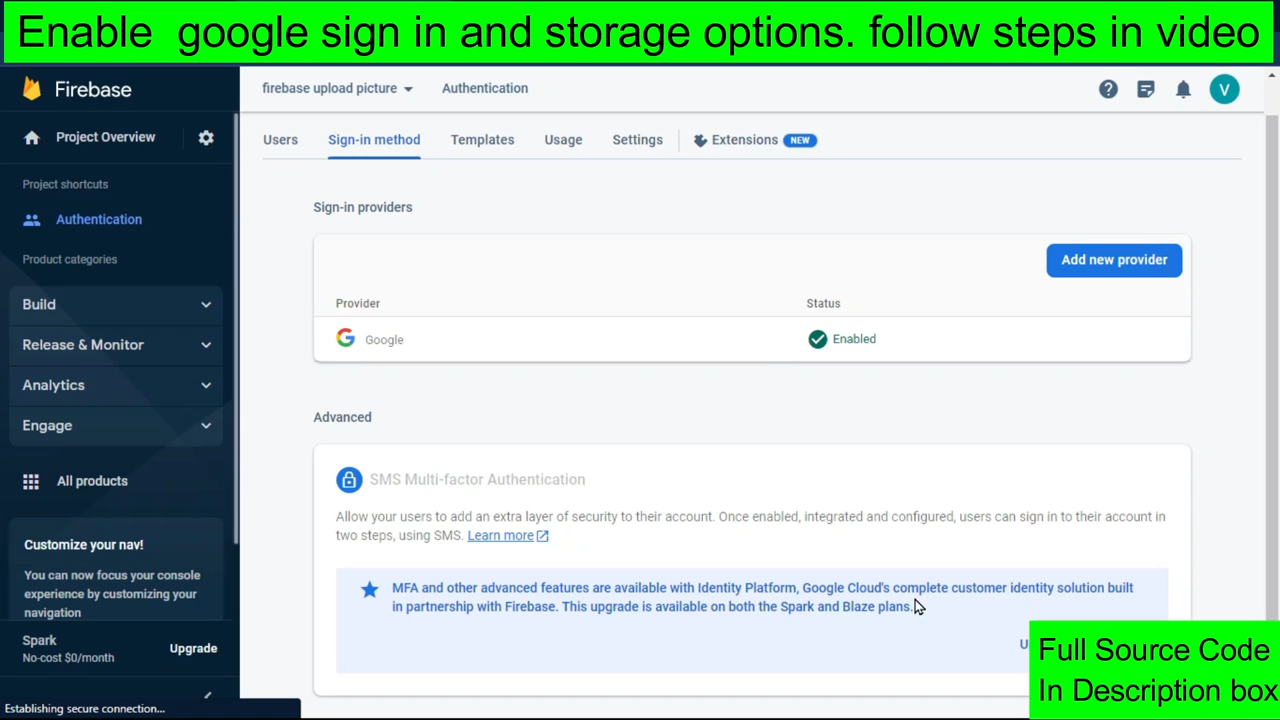 Enable google sign in and storage options. follow steps in video
Firebase
firebase upload picture
Authentication
V
Project Overview
Users
Sign-in method
Templates
Usage
Settings
Extensions
NEW
Project shortcuts
Authentication
Product categories
Build
Release & Monitor
Analytics
Engage
All products
Customize your nav!
You can now focus your console
experience by customizing your
navigation
Spark
No-cost $0/month
Upgrade
Establishing secure connection...
Sign-in providers
Add new provider
Provider
Status
Google
Enabled
Advanced
SMS Multi-factor Authentication
Allow your users to add an extra layer of security to their account. Once enabled, integrated and configured, users can sign in to their account in
two steps, using SMS. Learn more
MFA and other advanced features are available with Identity Platform, Google Cloud's complete customer identity solution built
in partnership with Firebase. This upgrade is available on both the Spark and Blaze plans.
Full Source Code
In Description box